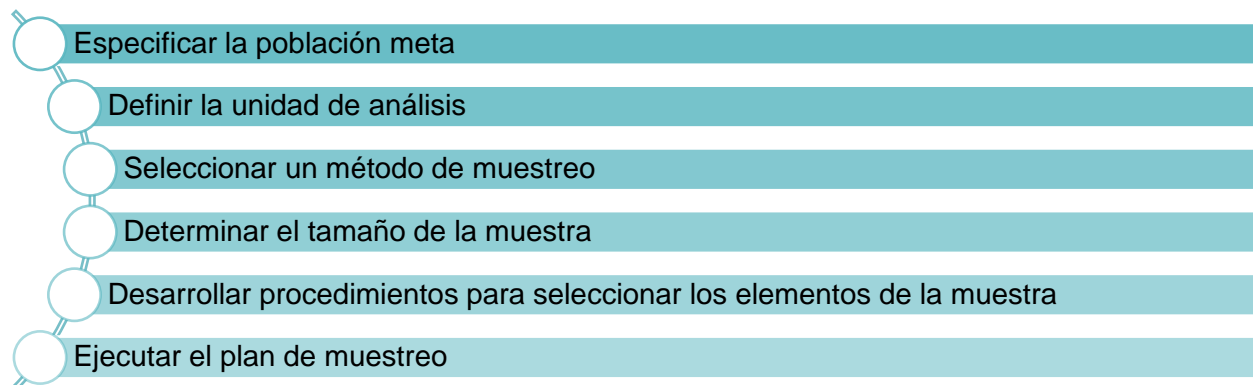 Especificar la población meta
Definir la unidad de análisis
Seleccionar un método de muestreo
Determinar el tamaño de la muestra
Desarrollar procedimientos para seleccionar los elementos de la muestra
Ejecutar el plan de muestreo